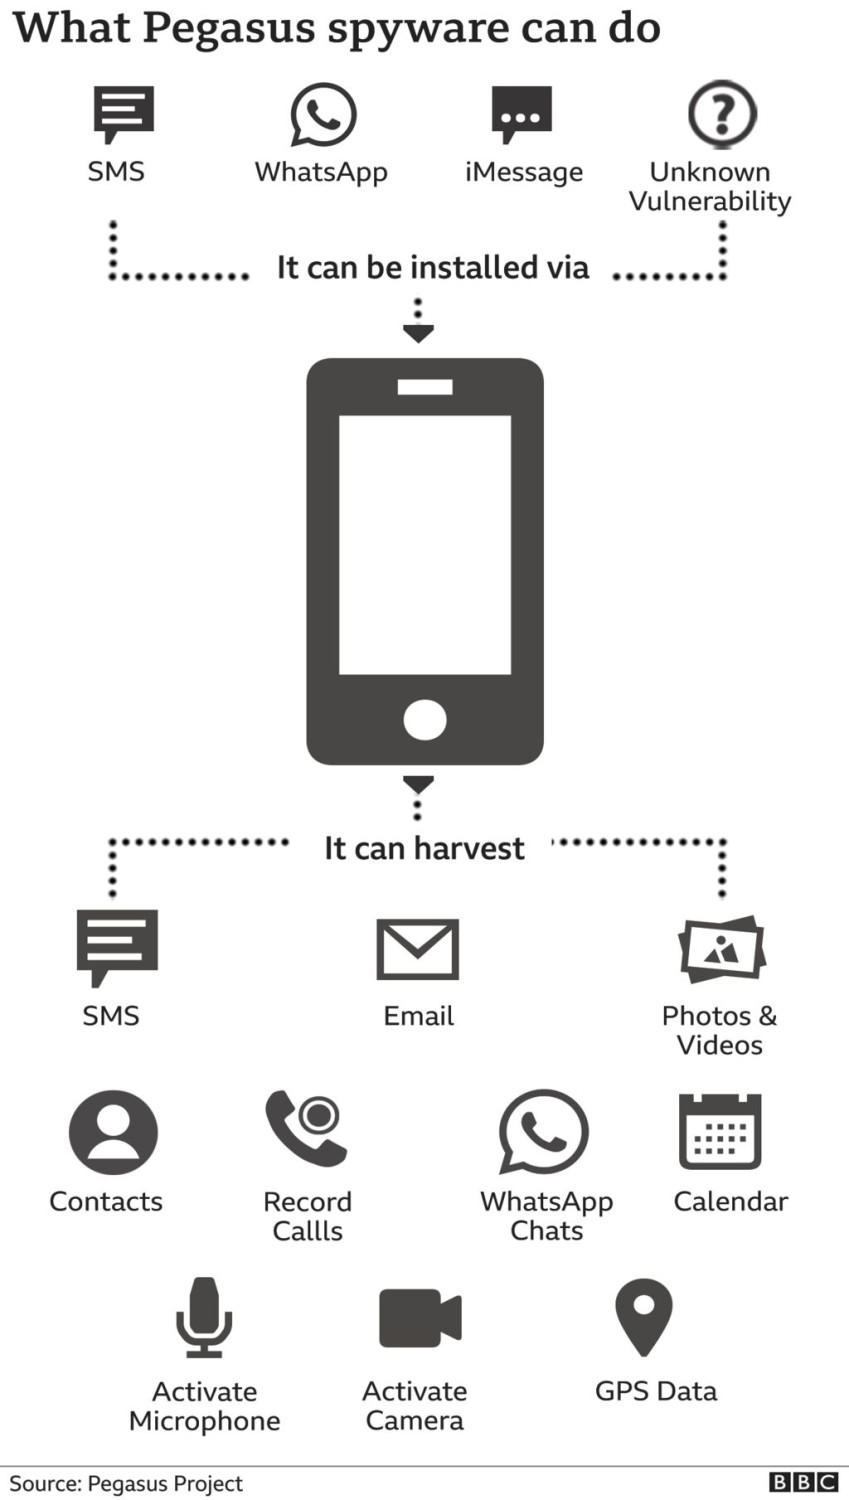 What Pegasus spyware can do
SMS
WhatsApp
iMessage
Unknown
Vulnerability
It can be installed via
It can harvest
SMS
Email
Photos &
Videos
Contacts
Record
Callls
WhatsApp
Chats
Calendar
Activate
Microphone
Activate
Camera
GPS Data
Source: Pegasus Project
BBC